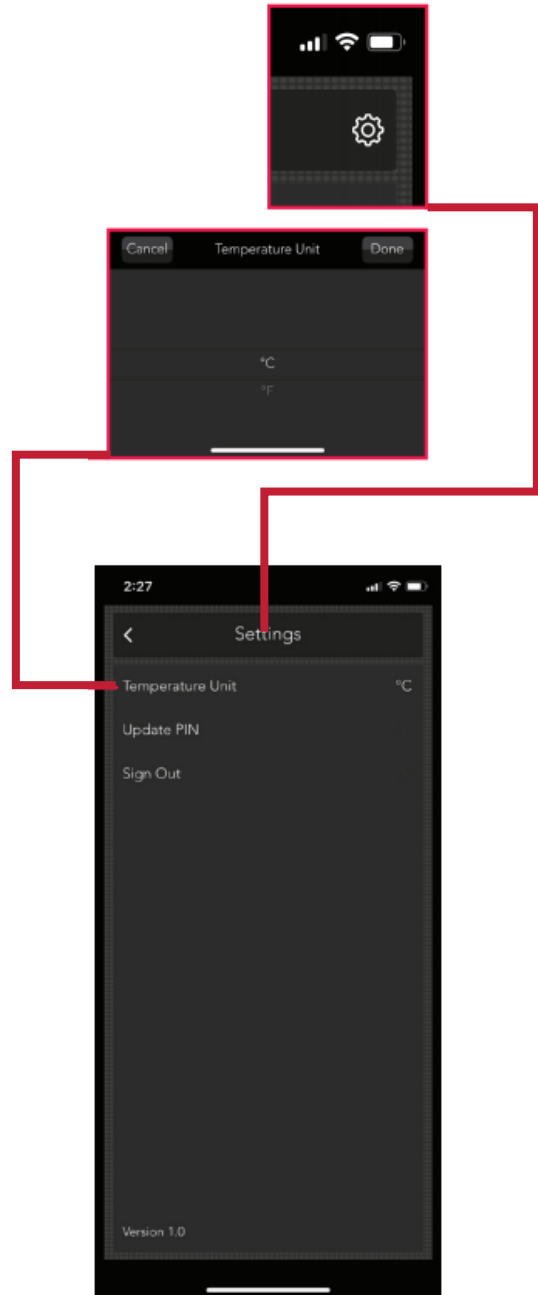 Cancel Temperature Unit Done
°C
°F
2:27
Settings
Temperature Unit °C
Update PIN
Sign Out
Version 1.0